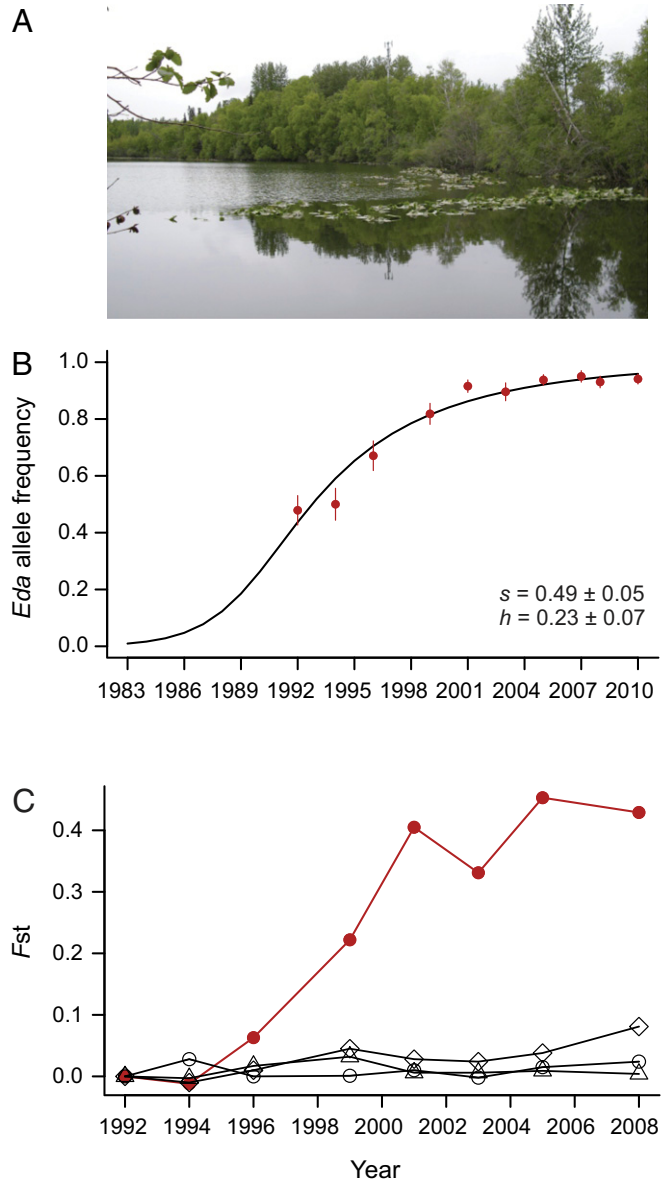 A
B
1.0
0.8
0.6
0.4
0.2
0.0
Eda allele frequency
s = 0.49 ± 0.05
h = 0.23 ± 0.07
1983 1986 1989 1992 1995 1998 2001 2004 2007 2010
C
0.4
0.3
0.2
0.1
0.0
Fst
1992 1994 1996 1998 2000 2002 2004 2006 2008
Year